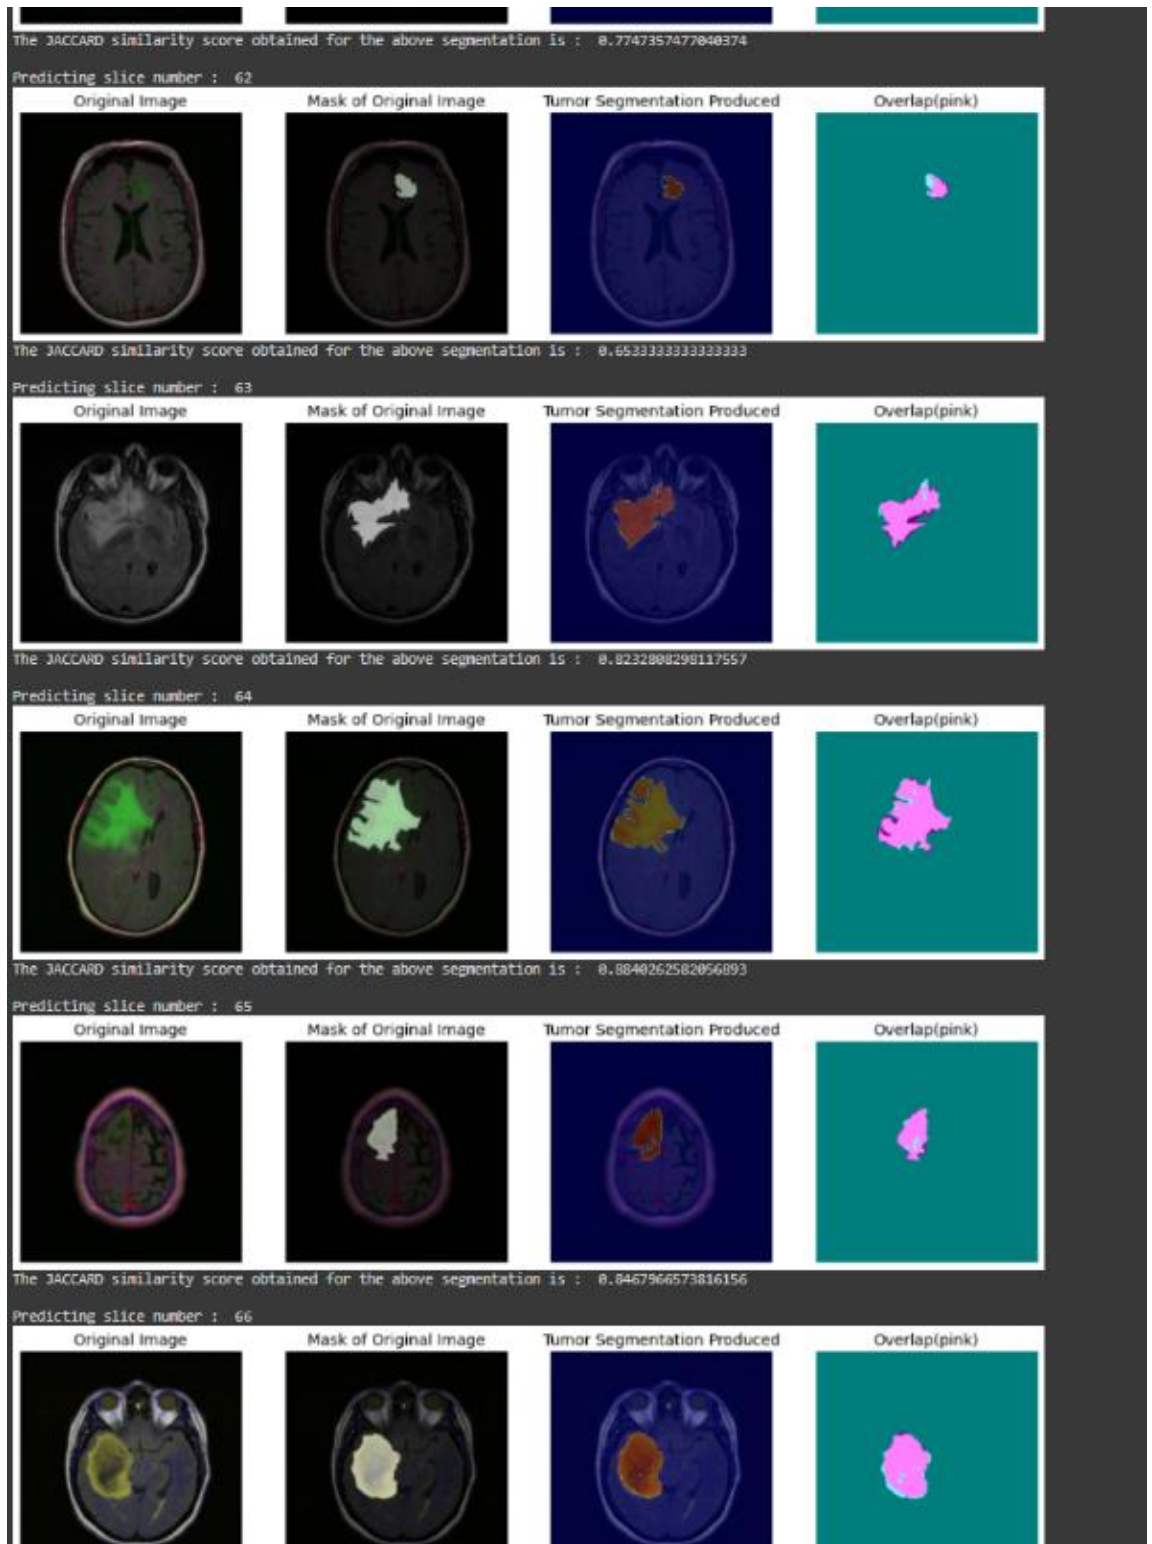 The JACCARD similarity score obtained for the above segmentation is :  0.7747357477040374
Predicting slice number :  62
Original Image Mask of Original Image Tumor Segmentation Produced Overlap(pink)
The JACCARD similarity score obtained for the above segmentation is :  0.6533333333333333
Predicting slice number :  63
Original Image Mask of Original Image Tumor Segmentation Produced Overlap(pink)
The JACCARD similarity score obtained for the above segmentation is :  0.8232808298117557
Predicting slice number :  64
Original Image Mask of Original Image Tumor Segmentation Produced Overlap(pink)
The JACCARD similarity score obtained for the above segmentation is :  0.8840262582056893
Predicting slice number :  65
Original Image Mask of Original Image Tumor Segmentation Produced Overlap(pink)
The JACCARD similarity score obtained for the above segmentation is :  0.8467966573816156
Predicting slice number :  66
Original Image Mask of Original Image Tumor Segmentation Produced Overlap(pink)